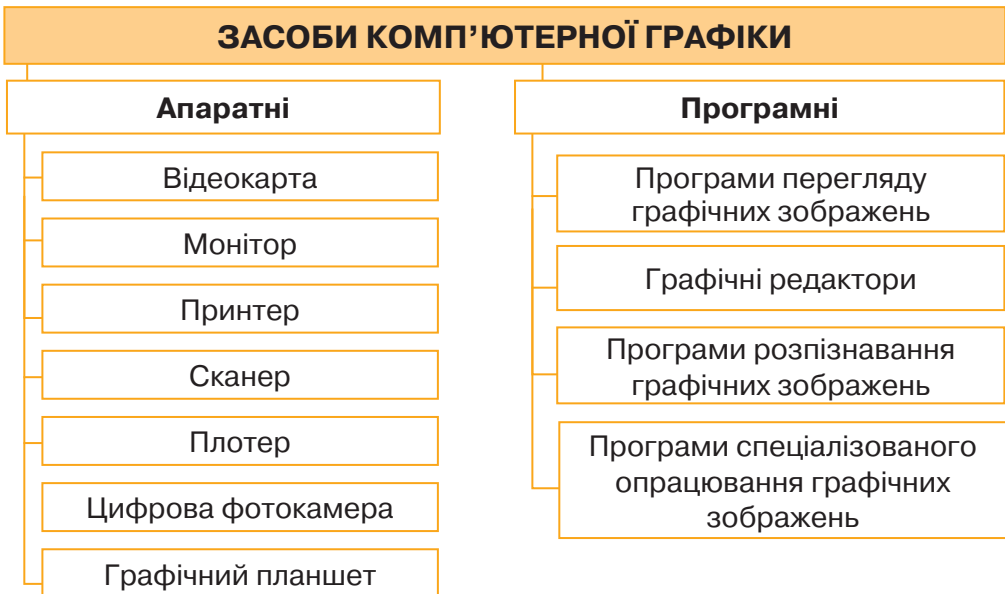 ЗАСОБИ КОМП’ЮТЕРНОЇ ГРАФІКИ
Апаратні
Відеокарта
Монітор
Принтер
Сканер
Плотер
Цифрова фотокамера
Графічний планшет
Програмні
Програми перегляду
графічних зображень
Графічні редактори
Програми розпізнавання
графічних зображень
Програми спеціалізованого
опрацювання графічних
зображень